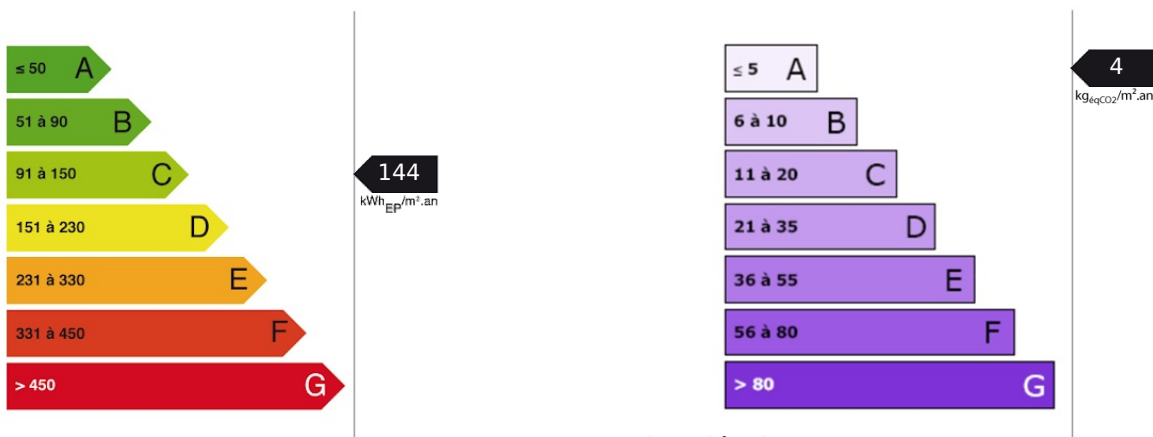 ≤ 50 A
51 à 90 B
91 à 150 C
151 à 230 D
231 à 330 E
331 à 450 F
> 450 G
144
kWhEP/m².an
≤ 5 A
6 à 10 B
11 à 20 C
21 à 35 D
36 à 55 E
56 à 80 F
> 80 G
4
kgéqCO2/m².an